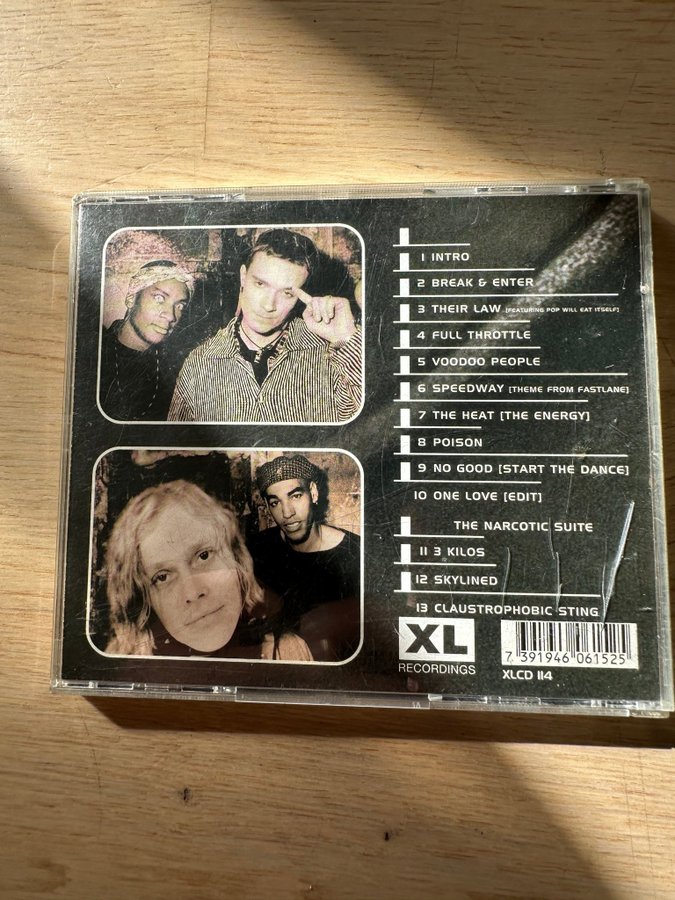 1 INTRO
2 BREAK & ENTER
3 THEIR LAW [FEATURING POP WILL EAT ITSELF]
4 FULL THROTTLE
5 VOODOO PEOPLE
6 SPEEDWAY [THEME FROM FASTLANE]
7 THE HEAT [THE ENERGY]
8 POISON
9 NO GOOD [START THE DANCE]
10 ONE LOVE [EDIT]
THE NARCOTIC SUITE
11 3 KILOS
12 SKYLINED
13 CLAUSTROPHOBIC STING
XL
RECORDINGS
7 391946 061525
XLCD 114